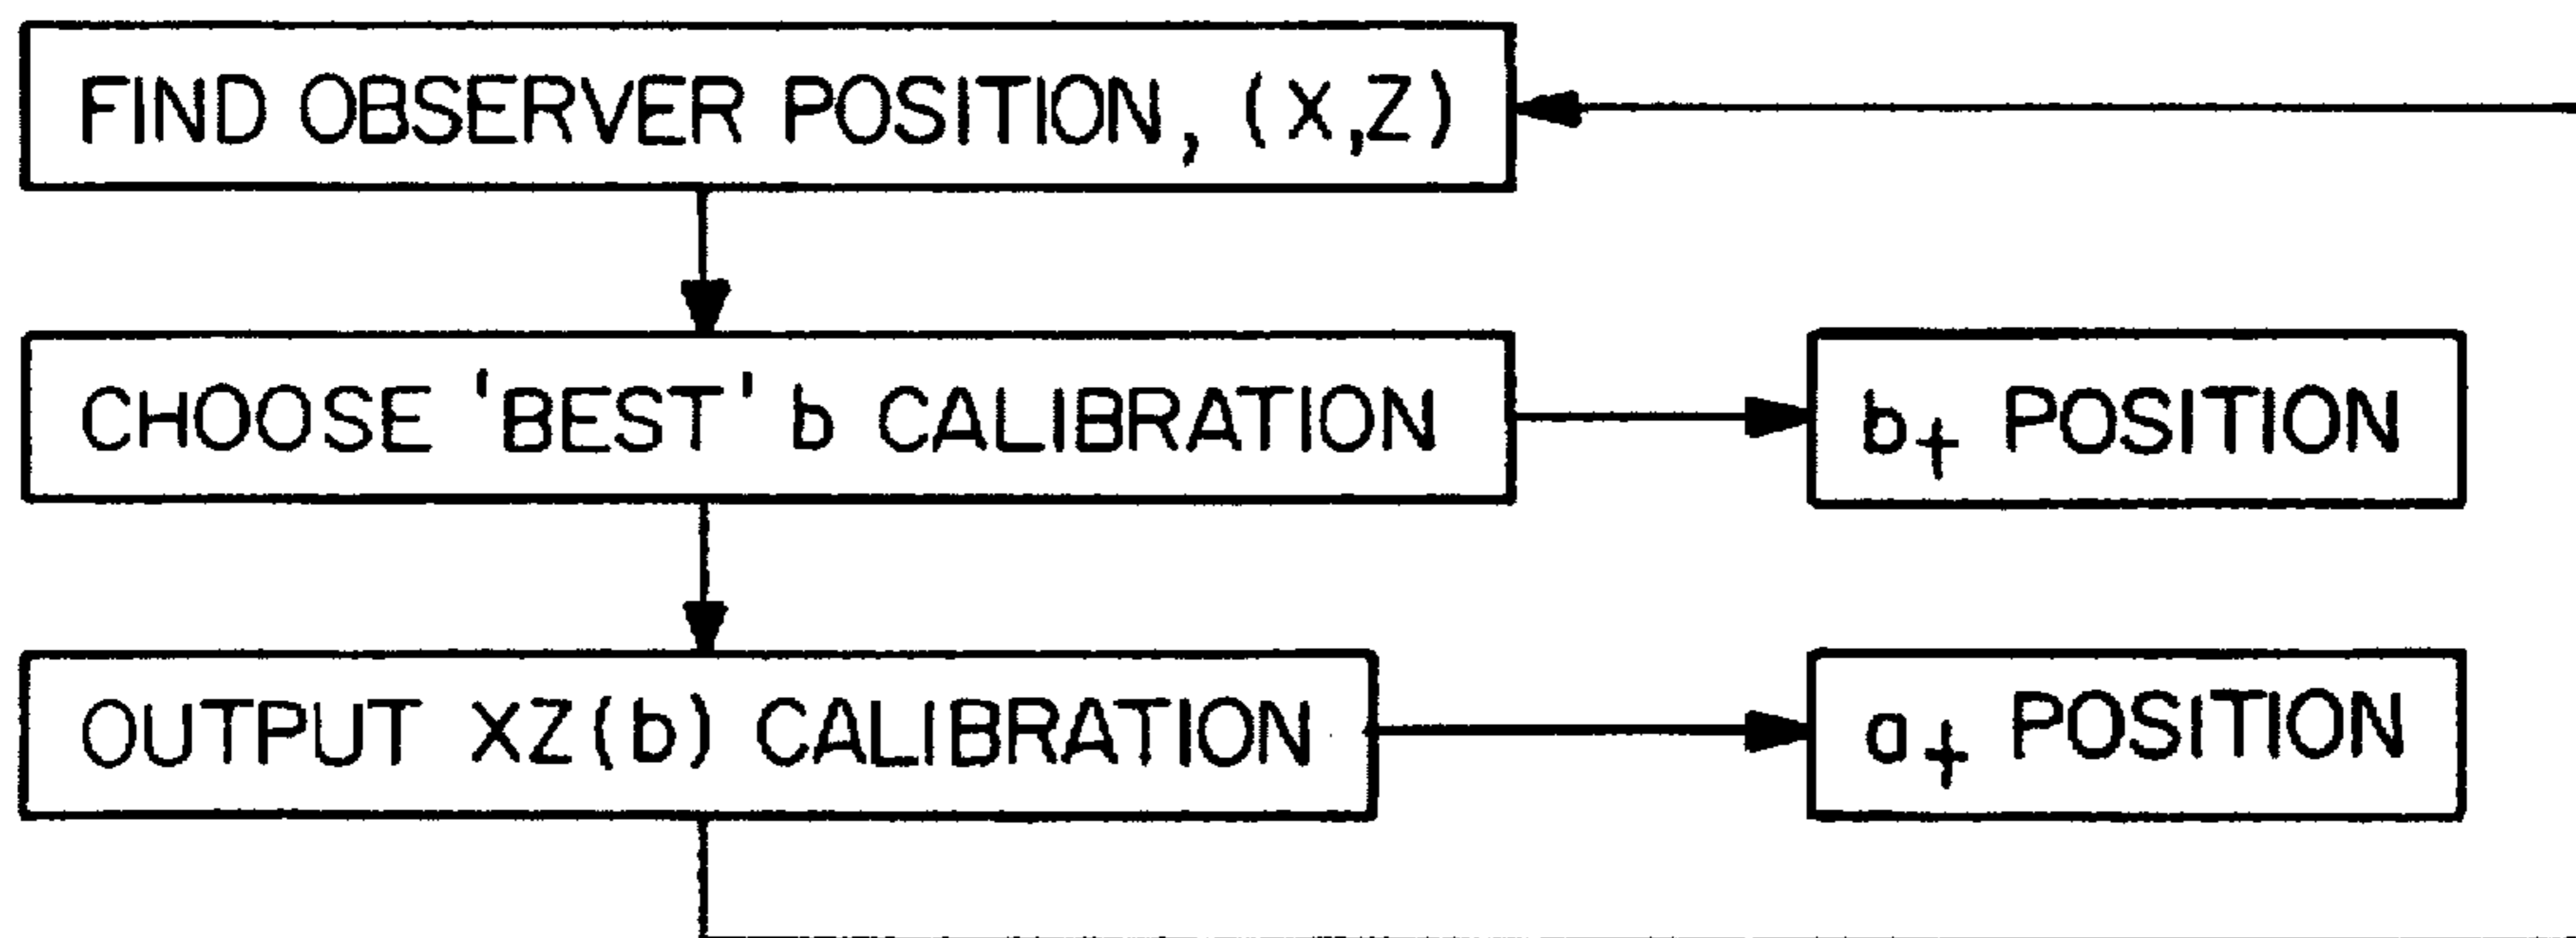 FIND OBSERVER POSITION, (X,Z)
CHOOSE 'BEST' b CALIBRATION
b+ POSITION
OUTPUT XZ(b) CALIBRATION
a+ POSITION